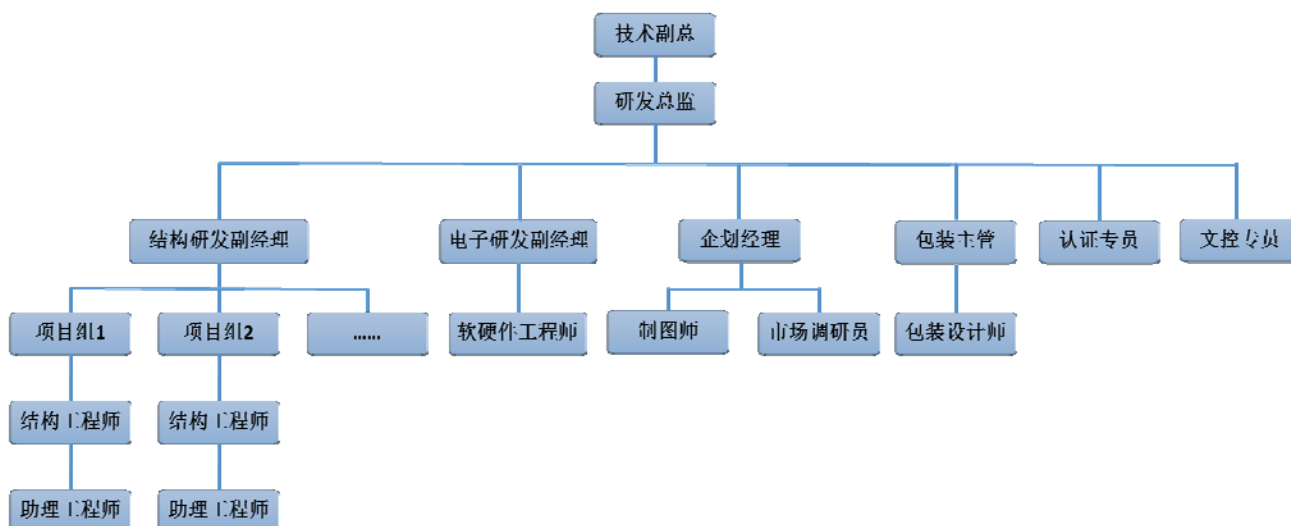 技术副总
研发总监
结构研发副经理
电子研发副经理
企划经理
包装主管
认证专员
文控专员
项目组1
项目组2
......
软硬件工程师
制图师
市场调研员
包装设计师
结构工程师
结构工程师
助理工程师
助理工程师